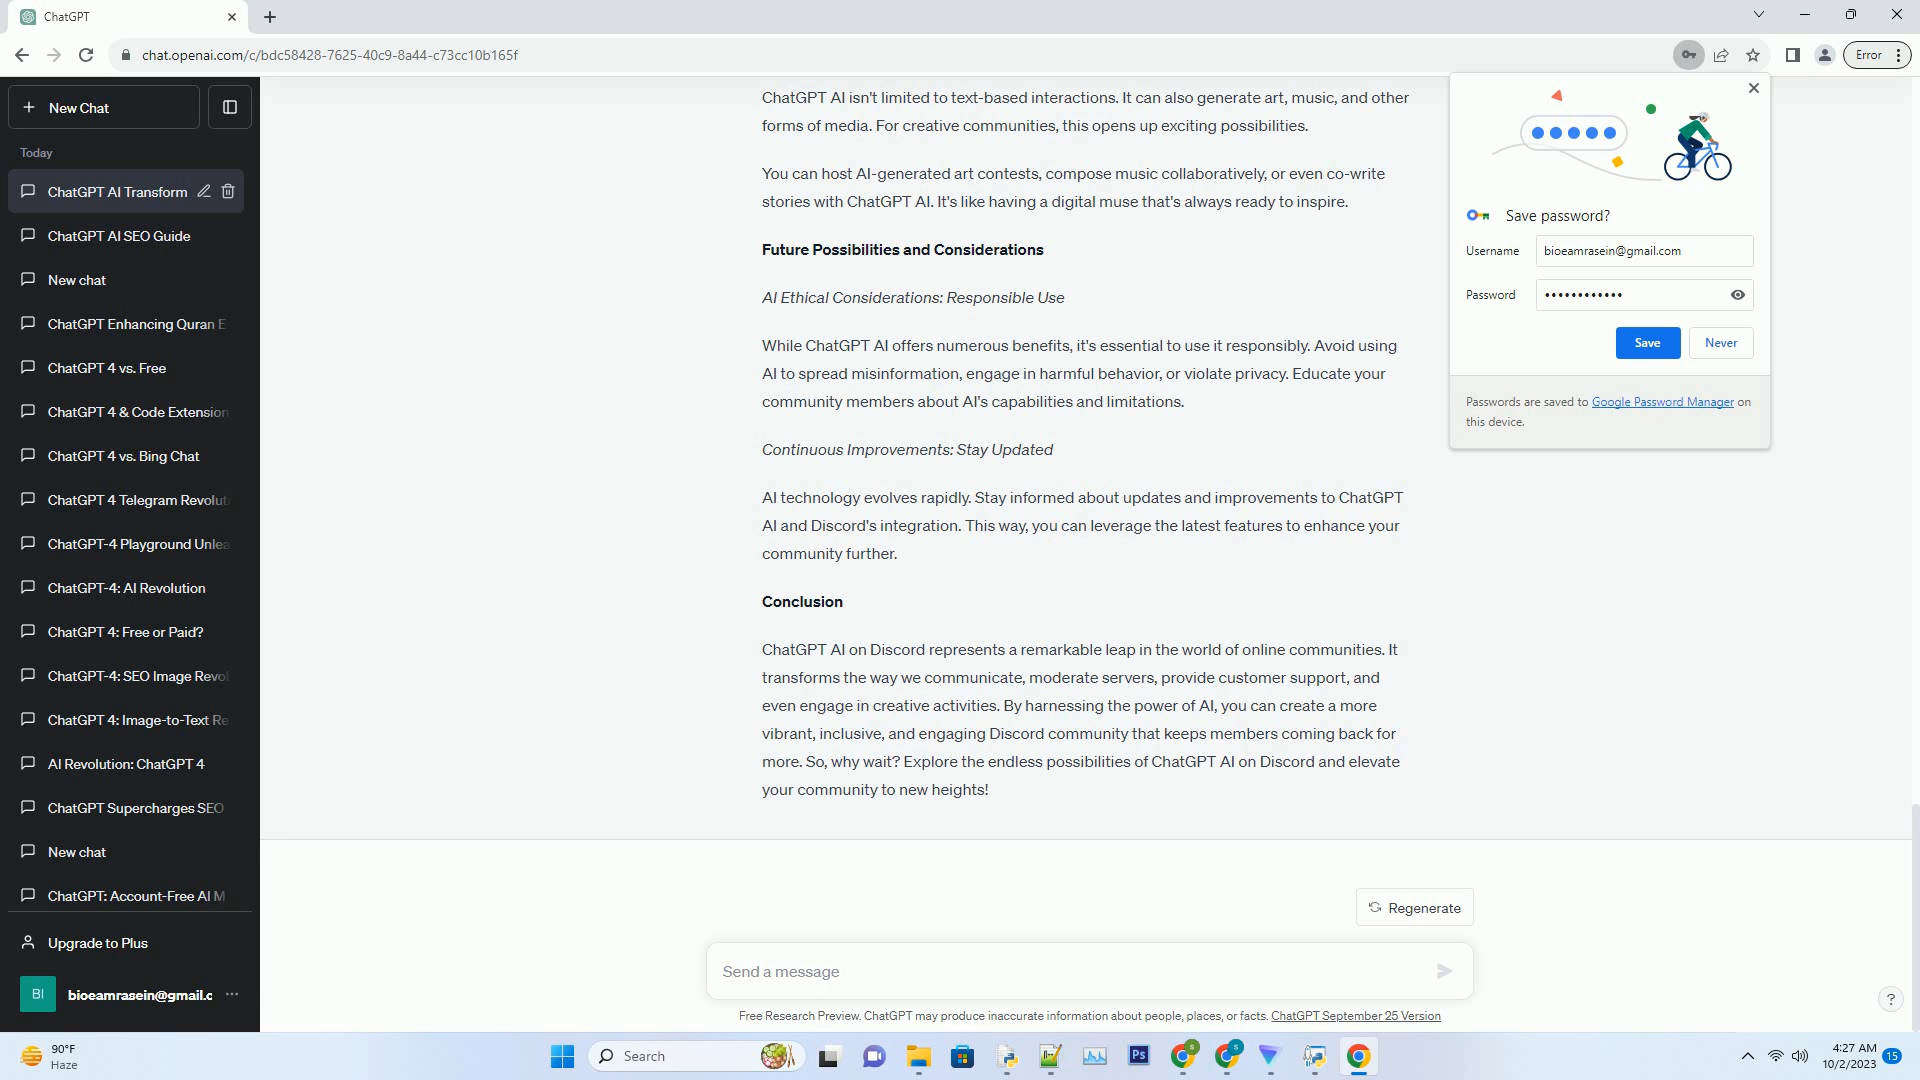 ChatGPT
chat.openai.com/c/bdc58428-7625-40c9-8a44-c73cc10b165f
Error
New Chat
Today
ChatGPT AI Transform
ChatGPT AI SEO Guide
New chat
ChatGPT Enhancing Quran E
ChatGPT 4 vs. Free
ChatGPT 4 & Code Extension
ChatGPT 4 vs. Bing Chat
ChatGPT 4 Telegram Revolut
ChatGPT-4 Playground Unlea
ChatGPT-4: AI Revolution
ChatGPT 4: Free or Paid?
ChatGPT-4: SEO Image Revol
ChatGPT 4: Image-to-Text Re
AI Revolution: ChatGPT 4
ChatGPT Supercharges SEO
New chat
ChatGPT: Account-Free AI M
Upgrade to Plus
BI
bioeamrasein@gmail.c
ChatGPT AI isn't limited to text-based interactions. It can also generate art, music, and other
forms of media. For creative communities, this opens up exciting possibilities.
You can host AI-generated art contests, compose music collaboratively, or even co-write
stories with ChatGPT AI. It's like having a digital muse that's always ready to inspire.
Future Possibilities and Considerations
AI Ethical Considerations: Responsible Use
While ChatGPT AI offers numerous benefits, it's essential to use it responsibly. Avoid using
AI to spread misinformation, engage in harmful behavior, or violate privacy. Educate your
community members about AI's capabilities and limitations.
Continuous Improvements: Stay Updated
AI technology evolves rapidly. Stay informed about updates and improvements to ChatGPT
AI and Discord's integration. This way, you can leverage the latest features to enhance your
community further.
Conclusion
ChatGPT AI on Discord represents a remarkable leap in the world of online communities. It
transforms the way we communicate, moderate servers, provide customer support, and
even engage in creative activities. By harnessing the power of AI, you can create a more
vibrant, inclusive, and engaging Discord community that keeps members coming back for
more. So, why wait? Explore the endless possibilities of ChatGPT AI on Discord and elevate
your community to new heights!
Regenerate
Send a message
Free Research Preview. ChatGPT may produce inaccurate information about people, places, or facts. ChatGPT September 25 Version
?
Save password?
Username bioeamrasein@gmail.com
Password ••••••••••••
Save Never
Passwords are saved to Google Password Manager on
this device.
90°F
Haze
Search
Ps
S
S
4:27 AM
10/2/2023
15